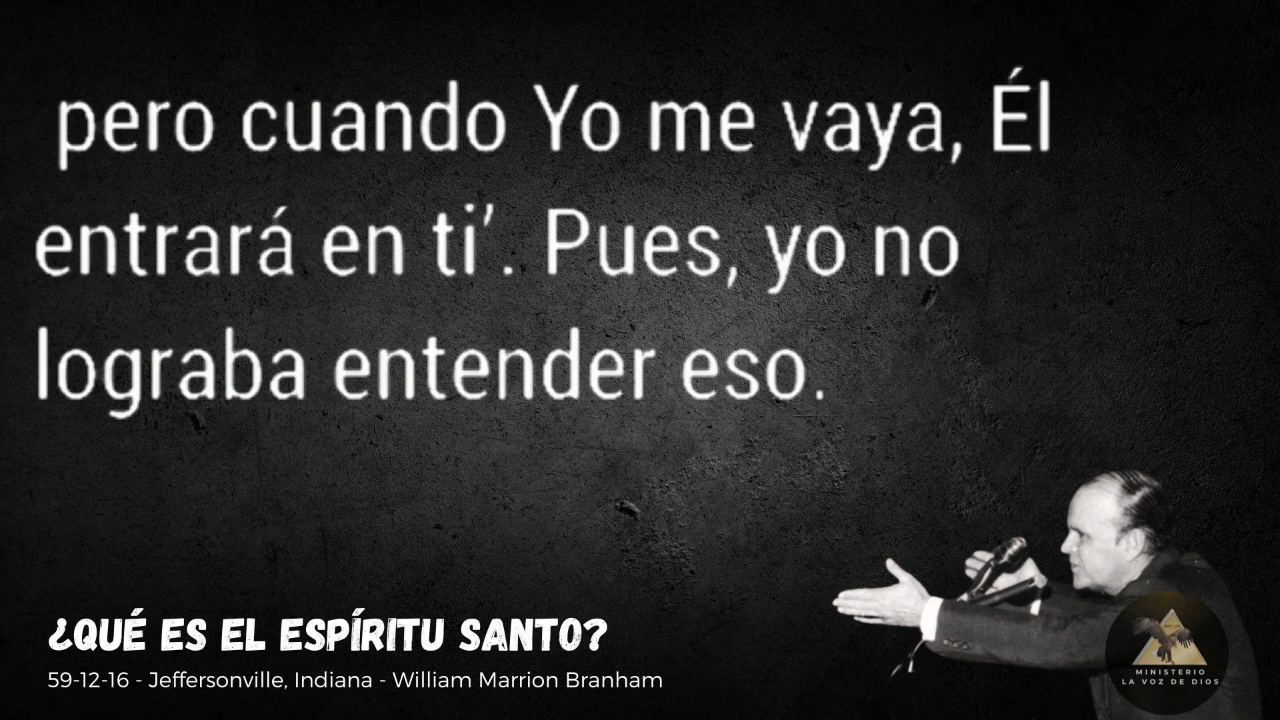 pero cuando Yo me vaya, Él
entrará en ti’. Pues, yo no
lograba entender eso.
¿QUÉ ES EL ESPÍRITU SANTO?
59-12-16 - Jeffersonville, Indiana - William Marrion Branham
MINISTERIO
LA VOZ DE DIOS